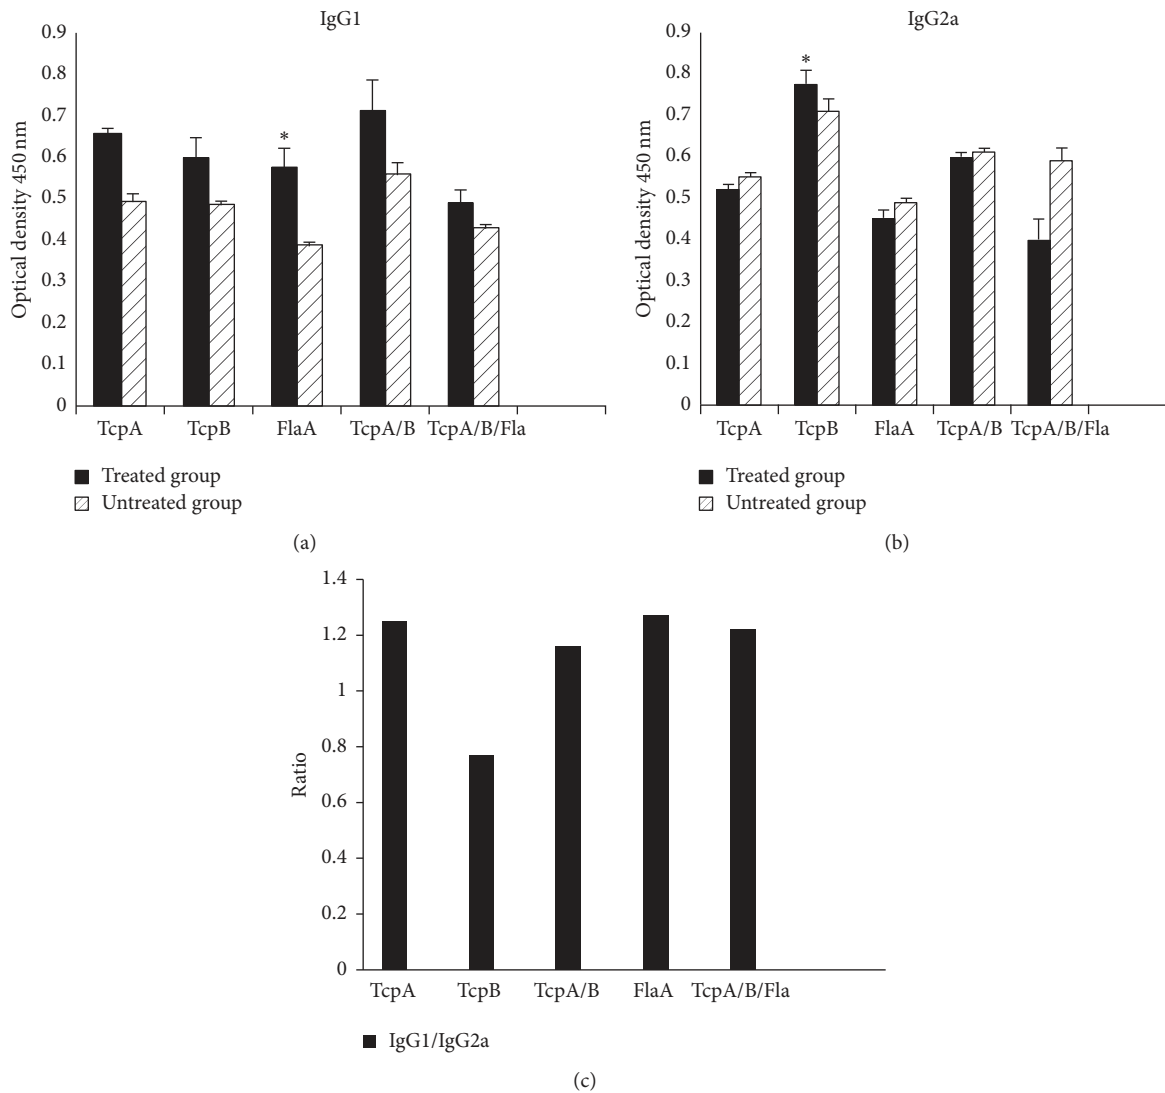 IgG1
0.9
0.8
0.7
0.6
0.5
0.4
0.3
0.2
0.1
0
Optical density 450 nm
*
TcpA TcpB FlaA TcpA/B TcpA/B/Fla
Treated group
Untreated group
(a)
IgG2a
0.9
0.8
0.7
0.6
0.5
0.4
0.3
0.2
0.1
0
Optical density 450 nm
*
TcpA TcpB FlaA TcpA/B TcpA/B/Fla
Treated group
Untreated group
(b)
1.4
1.2
1
0.8
0.6
0.4
0.2
0
Ratio
TcpA TcpB TcpA/B FlaA TcpA/B/Fla
IgG1/IgG2a
(c)